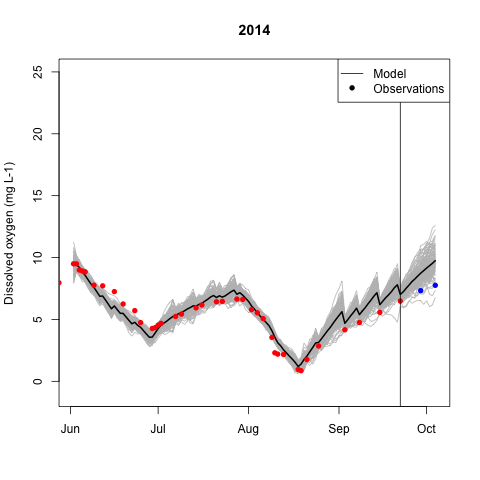 2014
Model
Observations
Dissolved oxygen (mg L-1)
25
20
15
10
5
0
Jun
Jul
Aug
Sep
Oct